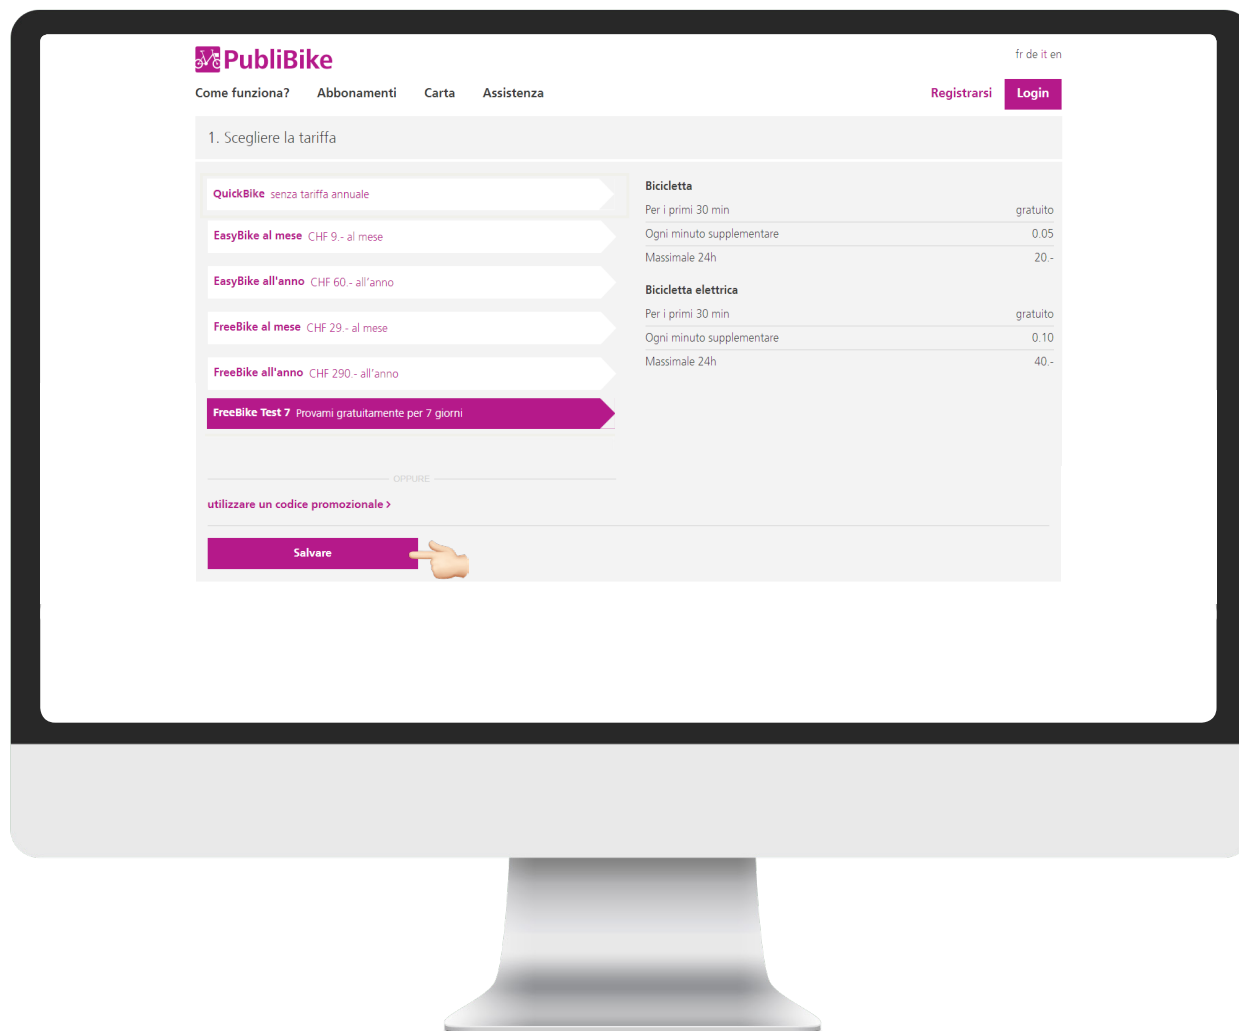 PubliBike
fr de it en
Come funziona? Abbonamenti Carta Assistenza Registrarsi Login
1. Scegliere la tariffa
QuickBike senza tariffa annuale
EasyBike al mese CHF 9.- al mese
EasyBike all'anno CHF 60.- all'anno
FreeBike al mese CHF 29.- al mese
FreeBike all'anno CHF 290.- all'anno
FreeBike Test 7 Provami gratuitamente per 7 giorni
OPPURE
utilizzare un codice promozionale >
Salvare
Bicicletta
Per i primi 30 min gratuito
Ogni minuto supplementare 0.05
Massimale 24h 20.-
Bicicletta elettrica
Per i primi 30 min gratuito
Ogni minuto supplementare 0.10
Massimale 24h 40.-